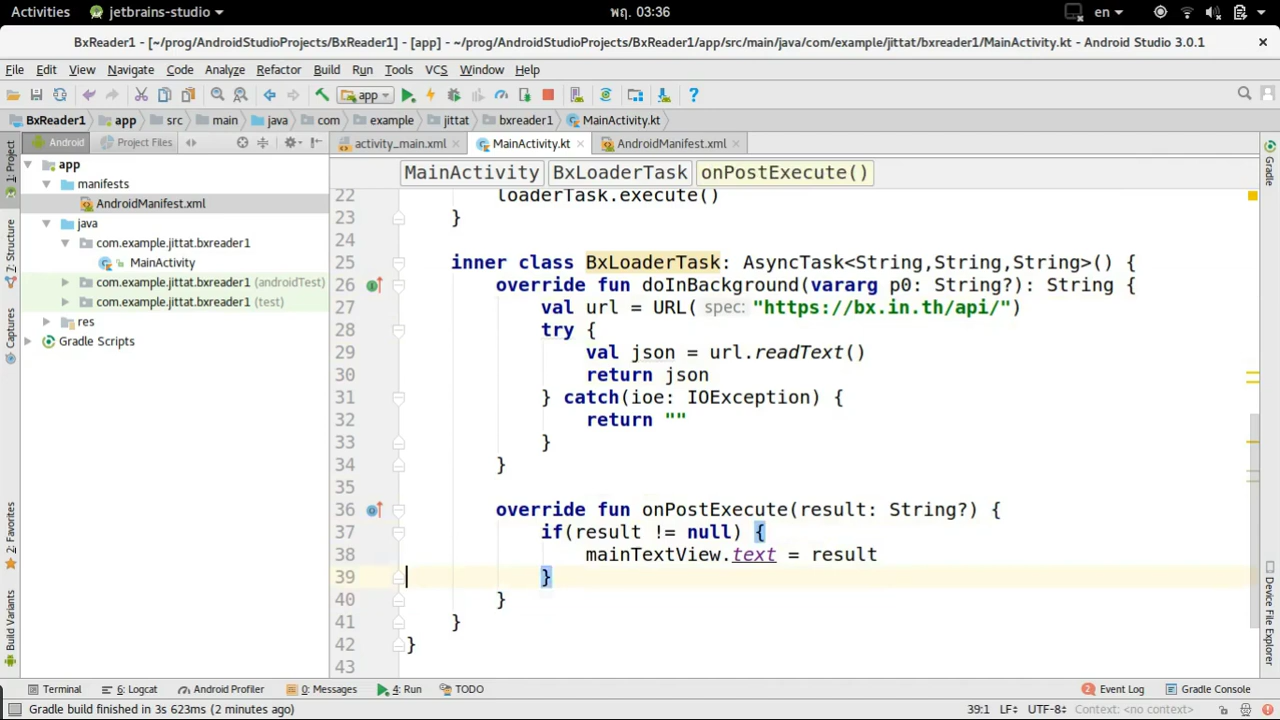 Activities jetbrains-studio พฤ. 03:36 en
BxReader1 - [~/prog/AndroidStudioProjects/BxReader1] - [app] - ~/prog/AndroidStudioProjects/BxReader1/app/src/main/java/com/example/jittat/bxreader1/MainActivity.kt - Android Studio 3.0.1
File Edit View Navigate Code Analyze Refactor Build Run Tools VCS Window Help
app
BxReader1 app src main java com example jittat bxreader1 MainActivity.kt
Android Project Files activity_main.xml MainActivity.kt AndroidManifest.xml
MainActivity BxLoaderTask onPostExecute()
1: Project
7: Structure
Captures
2: Favorites
Build Variants
app
manifests
AndroidManifest.xml
java
com.example.jittat.bxreader1
MainActivity
com.example.jittat.bxreader1 (androidTest)
com.example.jittat.bxreader1 (test)
res
Gradle Scripts
22 loaderTask.execute()
23 }
24
25 inner class BxLoaderTask: AsyncTask<String,String,String>() {
26 override fun doInBackground(vararg p0: String?): String {
27 val url = URL( spec: "https://bx.in.th/api/")
28 try {
29 val json = url.readText()
30 return json
31 } catch(ioe: IOException) {
32 return ""
33 }
34 }
35
36 override fun onPostExecute(result: String?) {
37 if(result != null) {
38 mainTextView.text = result
39 }
40 }
41 }
42 }
43
Gradle
Device File Explorer
Terminal 6: Logcat Android Profiler 0: Messages 4: Run TODO 2 Event Log Gradle Console
Gradle build finished in 3s 623ms (2 minutes ago) 39:1 LF÷ UTF-8÷ Context: <no context>